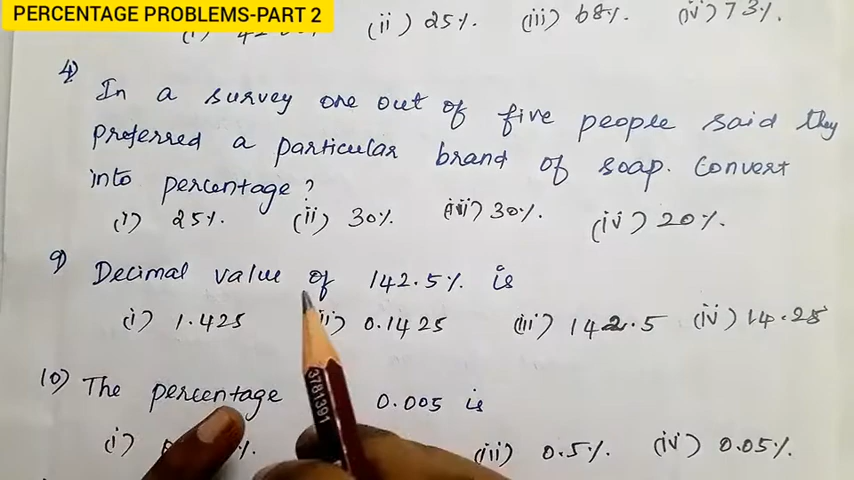 PERCENTAGE PROBLEMS-PART 2
(ii) 25%. (iii) 68%. (iv) 73%.
4) In a survey one out of five people said they
preferred a particular brand of soap. Convert
into percentage?
(i) 25%. (ii) 30%. (iii) 30%. (iv) 20%.
9) Decimal value of 142.5% is
(i) 1.425 ii) 0.1425 (iii) 142.5 (iv) 14.25
10) The percentage 0.005 is
(i) %. (iii) 0.5%. (iv) 0.05%.
3781391